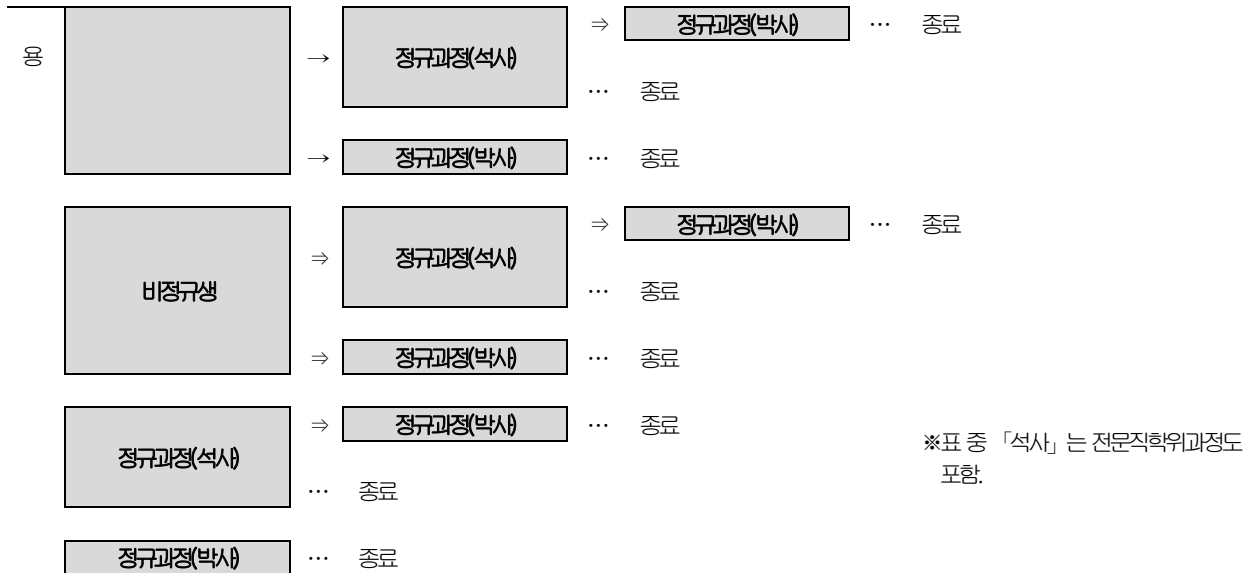 ⇒ 정규과정(박사) … 종료
용 → 정규과정(석사)
… 종료
→ 정규과정(박사) … 종료
⇒ 정규과정(박사) … 종료
⇒ 정규과정(석사)
비정규생 … 종료
⇒ 정규과정(박사) … 종료
⇒ 정규과정(박사) … 종료
※표 중 「석사」는 전문직학위과정도
정규과정(석사)
포함.
… 종료
정규과정(박사) … 종료